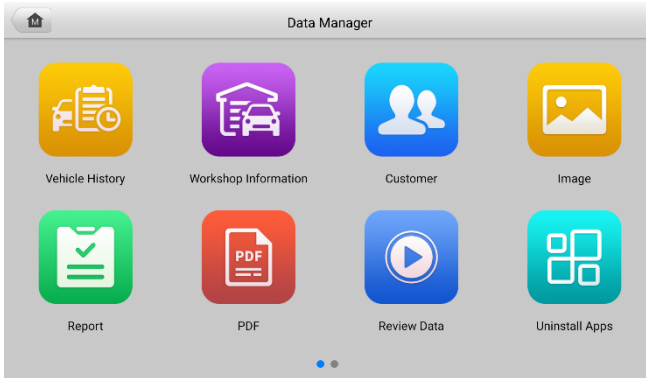 M
Data Manager
Vehicle History
Workshop Information
Customer
Image
PDF
Report
PDF
Review Data
Uninstall Apps